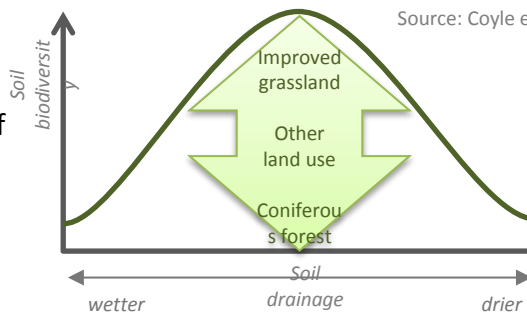 Source: Coyle e
Soil
biodiversit
y
f
Improved
grassland
Other
land use
Coniferou
s forest
Soil
drainage
wetter
drier